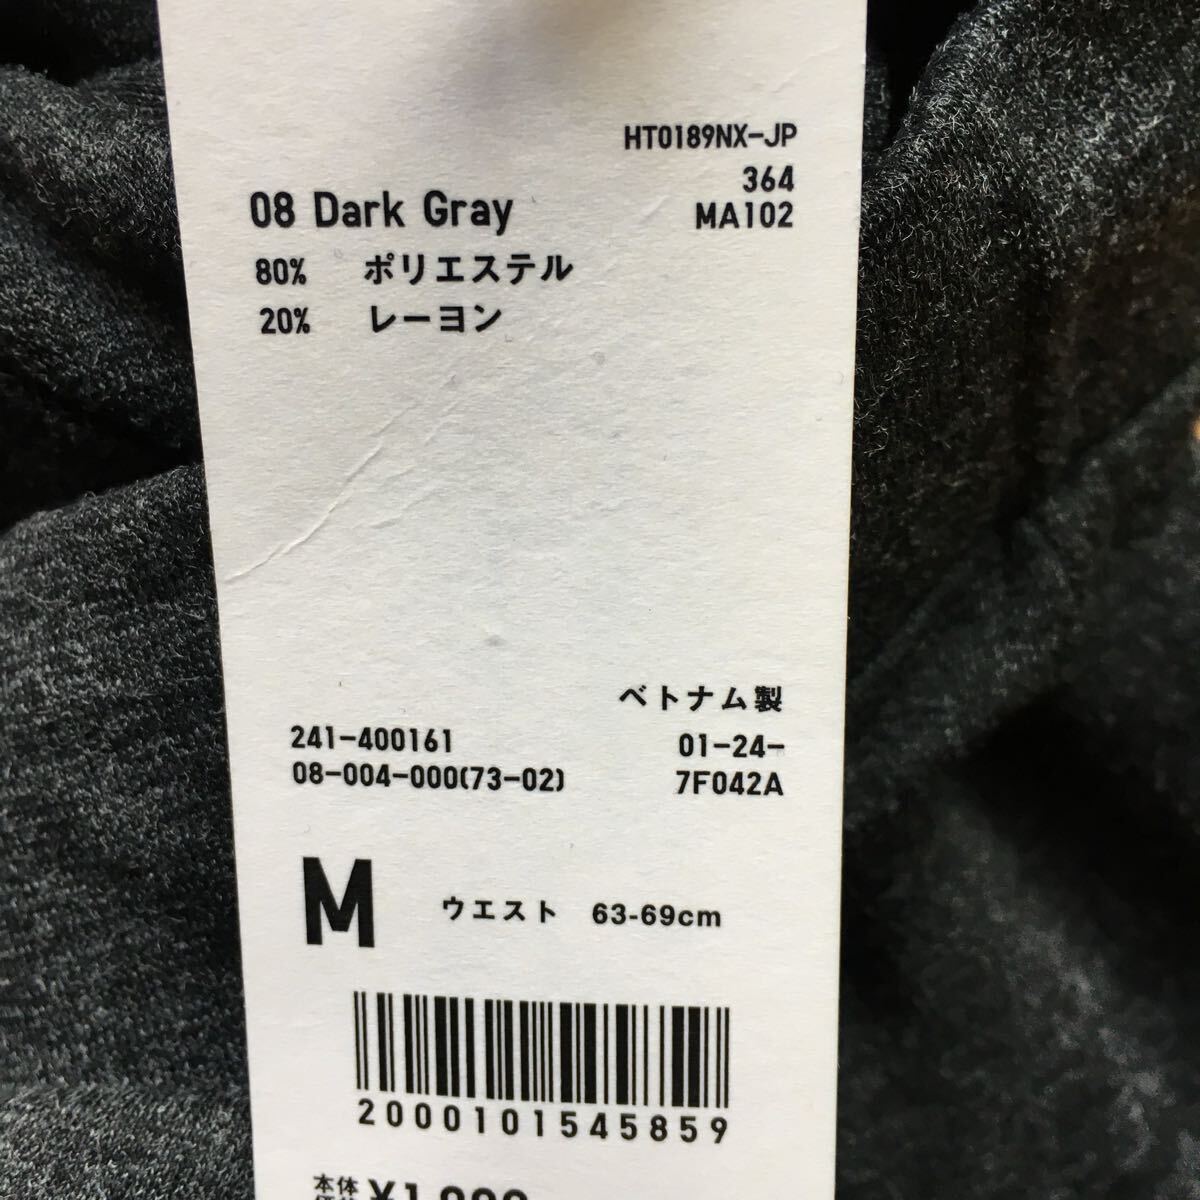 HT0189NX-JP
364
08 Dark Gray MA102
80% ポリエステル
20% レーヨン
ベトナム製
241-400161 01-24-
08-004-000(73-02) 7F042A
M ウエスト 63-69cm
2000101545859
本体